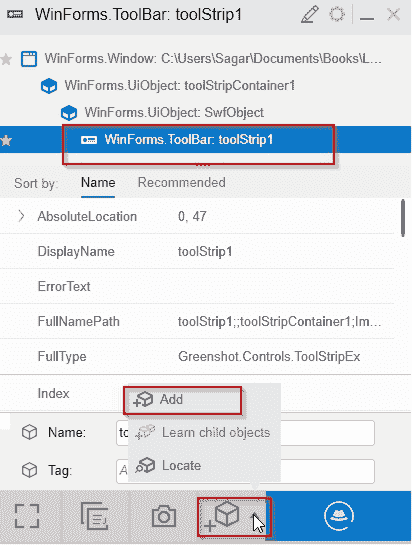 WinForms.ToolBar: toolStrip1
WinForms.Window: C:\Users\Sagar\Documents\Books\L...
WinForms.UiObject: toolStripContainer1
WinForms.UiObject: SwfObject
WinForms.ToolBar: toolStrip1
Sort by: Name Recommended
AbsoluteLocation 0, 47
DisplayName toolStrip1
ErrorText
FullNamePath toolStrip1;;toolStripContainer1;Im...
FullType Greenshot.Controls.ToolStripEx
Index
Add
Name:
Learn child objects
Tag:
Locate